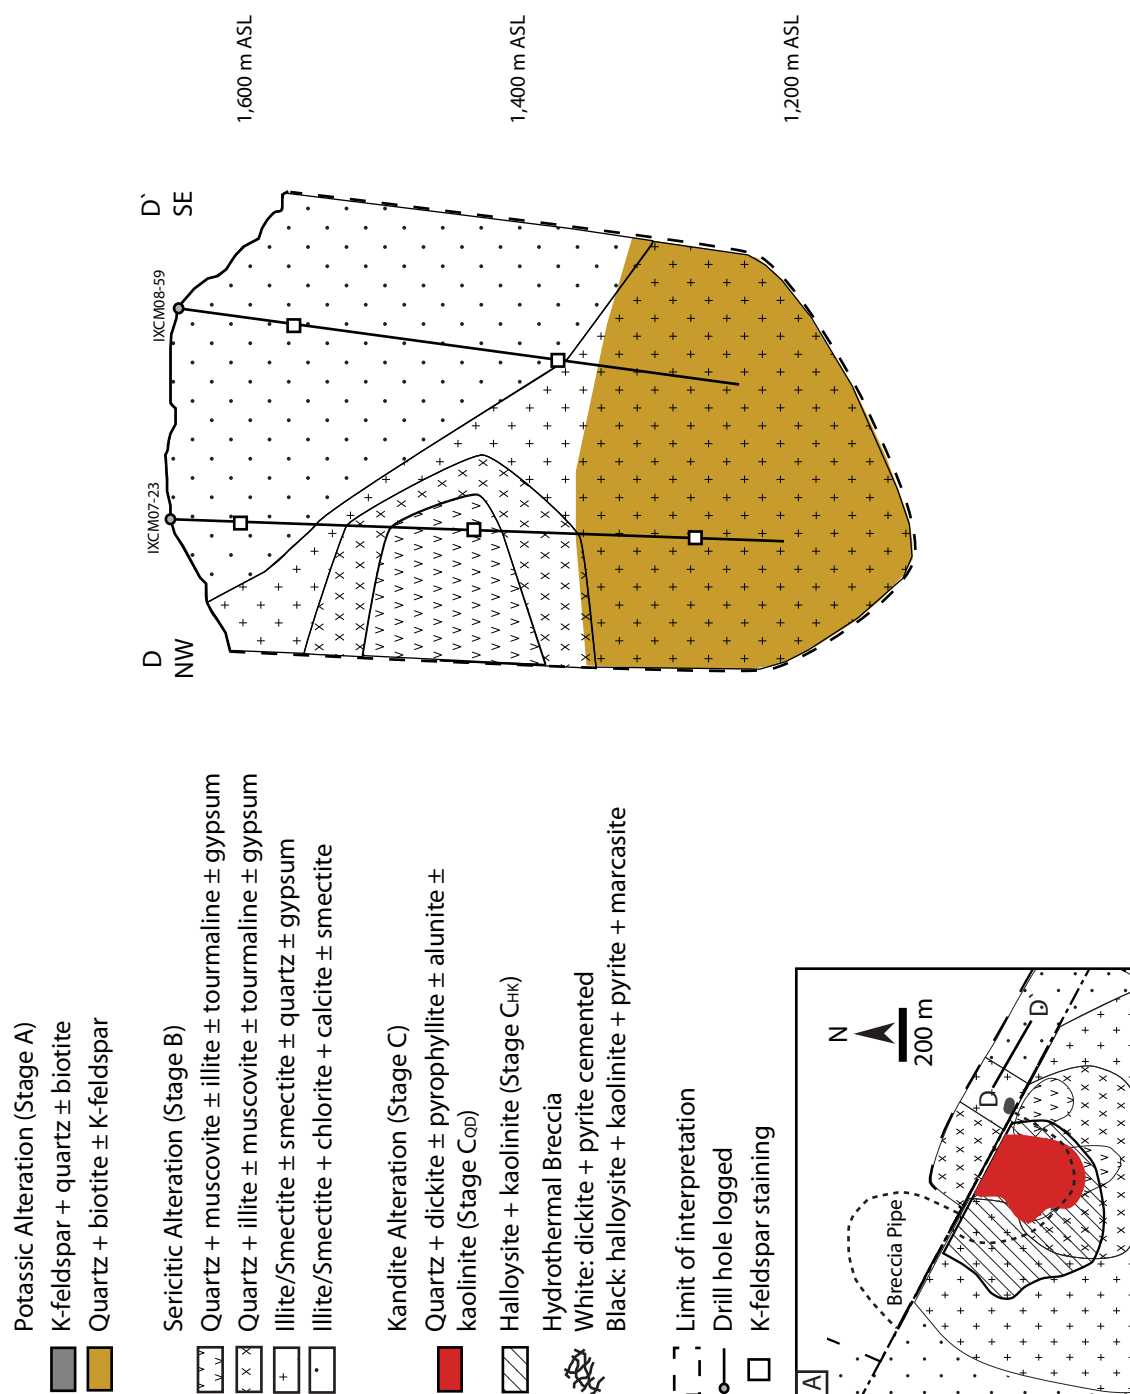 Potassic Alteration (Stage A)
K-feldspar + quartz ± biotite
Quartz + biotite ± K-feldspar
Sericitic Alteration (Stage B)
Quartz + muscovite ± illite ± tourmaline ± gypsum
Quartz + illite ± muscovite ± tourmaline ± gypsum
Illite/Smectite ± smectite ± quartz ± gypsum
Illite/Smectite + chlorite + calcite ± smectite
Kandite Alteration (Stage C)
Quartz + dickite ± pyrophyllite ± alunite ±
kaolinite (Stage CQD)
Halloysite + kaolinite (Stage CHK)
Hydrothermal Breccia
White: dickite + pyrite cemented
Black: halloysite + kaolinite + pyrite + marcasite
Limit of interpretation
Drill hole logged
K-feldspar staining
D
NW
D`
SE
IXCM07-23
IXCM08-59
1,600 m ASL
1,400 m ASL
1,200 m ASL
A
Breccia Pipe
N
200 m
D
D`